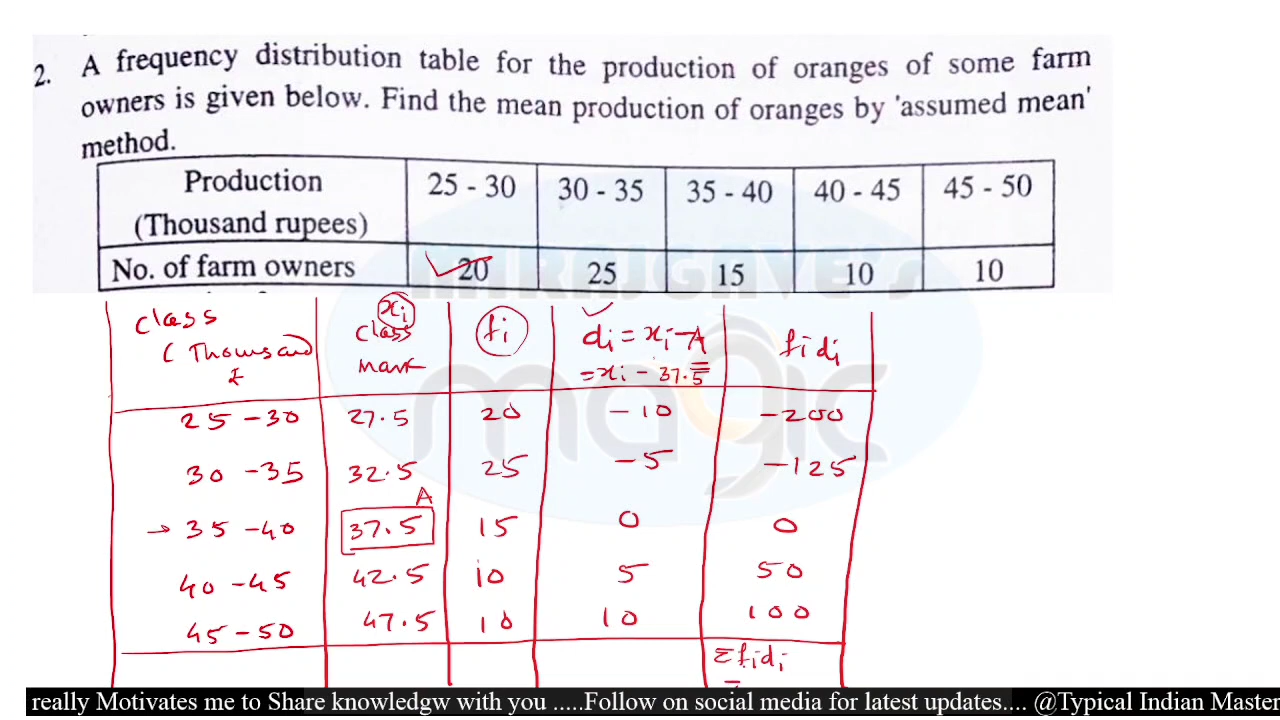 2. A frequency distribution table for the production of oranges of some farm
owners is given below. Find the mean production of oranges by 'assumed mean'
method.
Production 25 - 30 30 - 35 35 - 40 40 - 45 45 - 50
(Thousand rupees)
No. of farm owners 20 25 15 10 10
class xi fi di = xi - A fidi
(Thousand class = xi - 37.5
₹ mark
25 - 30 27.5 20 -10 -200
30 - 35 32.5 25 -5 -125
A
→ 35 - 40 37.5 15 0 0
40 - 45 42.5 10 5 50
45 - 50 47.5 10 10 100
Σfidi
=
magic
really Motivates me to Share knowledgw with you .....Follow on social media for latest updates.... @Typical Indian Master